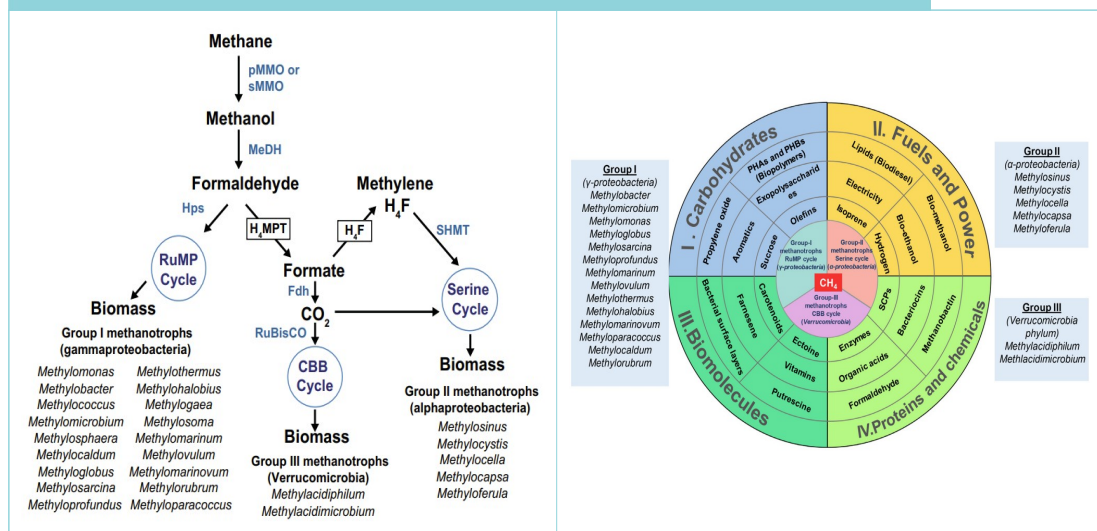 Methane
pMMO or
sMMO
Methanol
MeDH
Formaldehyde
Methylene
H4F
Hps
H4MPT
H4F
SHMT
RuMP
Cycle
Formate
Fdh
CO2
Serine
Cycle
Biomass
RuBisCO
Group I methanotrophs
(gammaproteobacteria)
CBB
Cycle
Biomass
Group II methanotrophs
(alphaproteobacteria)
Methylomonas
Methylobacter
Methylococcus
Methylomicrobium
Methylosphaera
Methylocaldum
Methyloglobus
Methylosarcina
Methyloprofundus
Methylothermus
Methylohalobius
Methylogaea
Methylosoma
Methylomarinum
Methylovulum
Methylomarinovum
Methylorubrum
Methyloparacoccus
Biomass
Group III methanotrophs
(Verrucomicrobia)
Methylacidiphilum
Methylacidimicrobium
Methylosinus
Methylocystis
Methylocella
Methylocapsa
Methyloferula
Group I
(γ-proteobacteria)
Methylobacter
Methylomicrobium
Methylomonas
Methyloglobus
Methylosarcina
Methyloprofundus
Methylomarinum
Methylovulum
Methylothermus
Methylohalobius
Methylomarinovum
Methyloparacoccus
Methylocaldum
Methylorubrum
I. Carbohydrates
PHAs and PHBs
(Biopolymers)
Exopolysaccharid
es
Olefins
Propylene oxide
Aromatics
Sucrose
II. Fuels and Power
Lipids (Biodiesel)
Electricity
Isoprene
Bio-methanol
Bio-ethanol
Hydrogen
Group-I
methanotrophs
RuMP cycle
(γ-proteobacteria)
Group-II
methanotrophs
Serine cycle
(α-proteobacteria)
CH4
Group-III
methanotrophs
CBB cycle
(Verrucomicrobia)
III.Biomolecules
Bacterial surface layers
Farnesene
Carotenoids
Ectoine
Vitamins
Putrescine
IV.Proteins and chemicals
SCPs
Bacteriocins
Methanobactin
Enzymes
Organic acids
Formaldehyde
Group II
(α-proteobacteria)
Methylosinus
Methylocystis
Methylocella
Methylocapsa
Methyloferula
Group III
(Verrucomicrobia
phylum)
Methylacidiphilum
Methlacidimicrobium